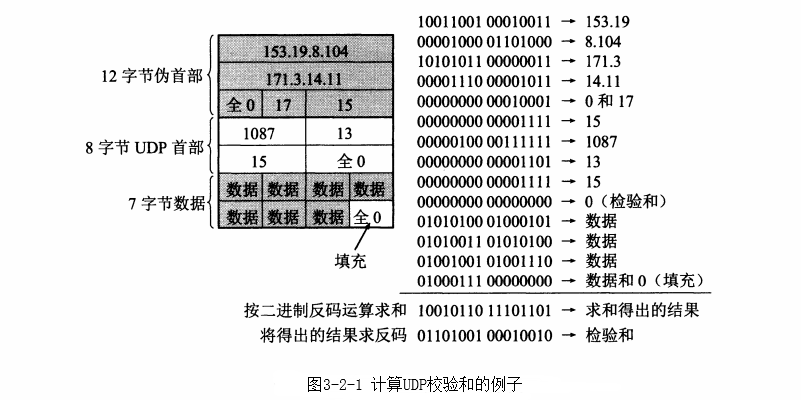 10011001 00010011 → 153.19
00001000 01101000 → 8.104
10101011 00000011 → 171.3
00001110 00001011 → 14.11
00000000 00010001 → 0 和 17
00000000 00001111 → 15
00000100 00111111 → 1087
00000000 00001101 → 13
00000000 00001111 → 15
00000000 00000000 → 0（检验和）
01010100 01000101 → 数据
01010011 01010100 → 数据
01001001 01001110 → 数据
01000111 00000000 → 数据和 0（填充）
12 字节伪首部
153.19.8.104
171.3.14.11
全 0 17 15
8 字节 UDP 首部
1087 13
15 全 0
7 字节数据
数据 数据 数据 数据
数据 数据 数据 全 0
填充
按二进制反码运算求和 10010110 11101101 → 求和得出的结果
将得出的结果求反码 01101001 00010010 → 检验和
图3-2-1 计算UDP校验和的例子